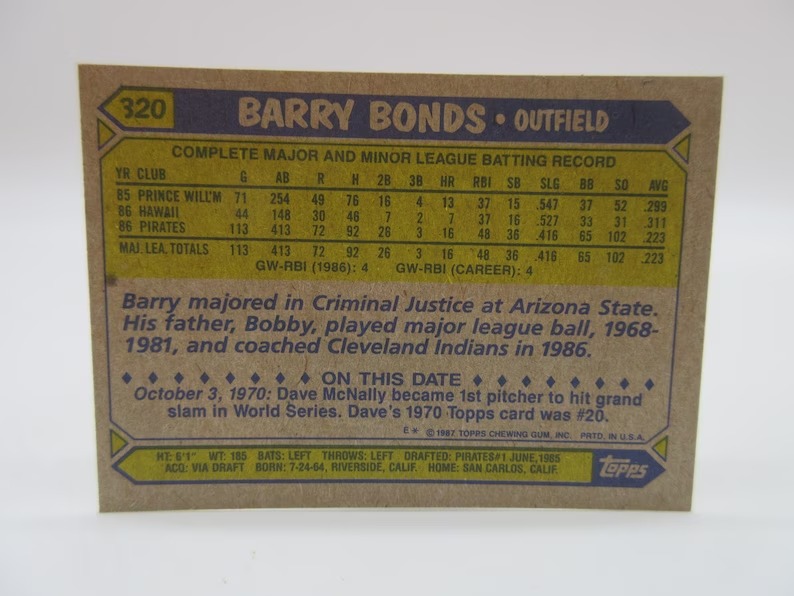 320 BARRY BONDS • OUTFIELD
COMPLETE MAJOR AND MINOR LEAGUE BATTING RECORD
YR CLUB G AB R H 2B 3B HR RBI SB SLG BB SO AVG
85 PRINCE WILL'M 71 254 49 76 16 4 13 37 15 .547 37 52 .299
86 HAWAII 44 148 30 46 7 2 7 37 16 .527 33 31 .311
86 PIRATES 113 413 72 92 26 3 16 48 36 .416 65 102 .223
MAJ. LEA. TOTALS 113 413 72 92 26 3 16 48 36 .416 65 102 .223
GW-RBI (1986): 4 GW-RBI (CAREER): 4
Barry majored in Criminal Justice at Arizona State.
His father, Bobby, played major league ball, 1968-
1981, and coached Cleveland Indians in 1986.
♦ ♦ ♦ ♦ ♦ ♦ ♦ ♦ ON THIS DATE ♦ ♦ ♦ ♦ ♦ ♦ ♦ ♦
October 3, 1970: Dave McNally became 1st pitcher to hit grand
slam in World Series. Dave's 1970 Topps card was #20.
E* ©1987 TOPPS CHEWING GUM, INC. PRTD. IN U.S.A.
HT: 6'1" WT: 185 BATS: LEFT THROWS: LEFT DRAFTED: PIRATES#1 JUNE,1985
ACQ: VIA DRAFT BORN: 7-24-64, RIVERSIDE, CALIF. HOME: SAN CARLOS, CALIF.
TOPPS